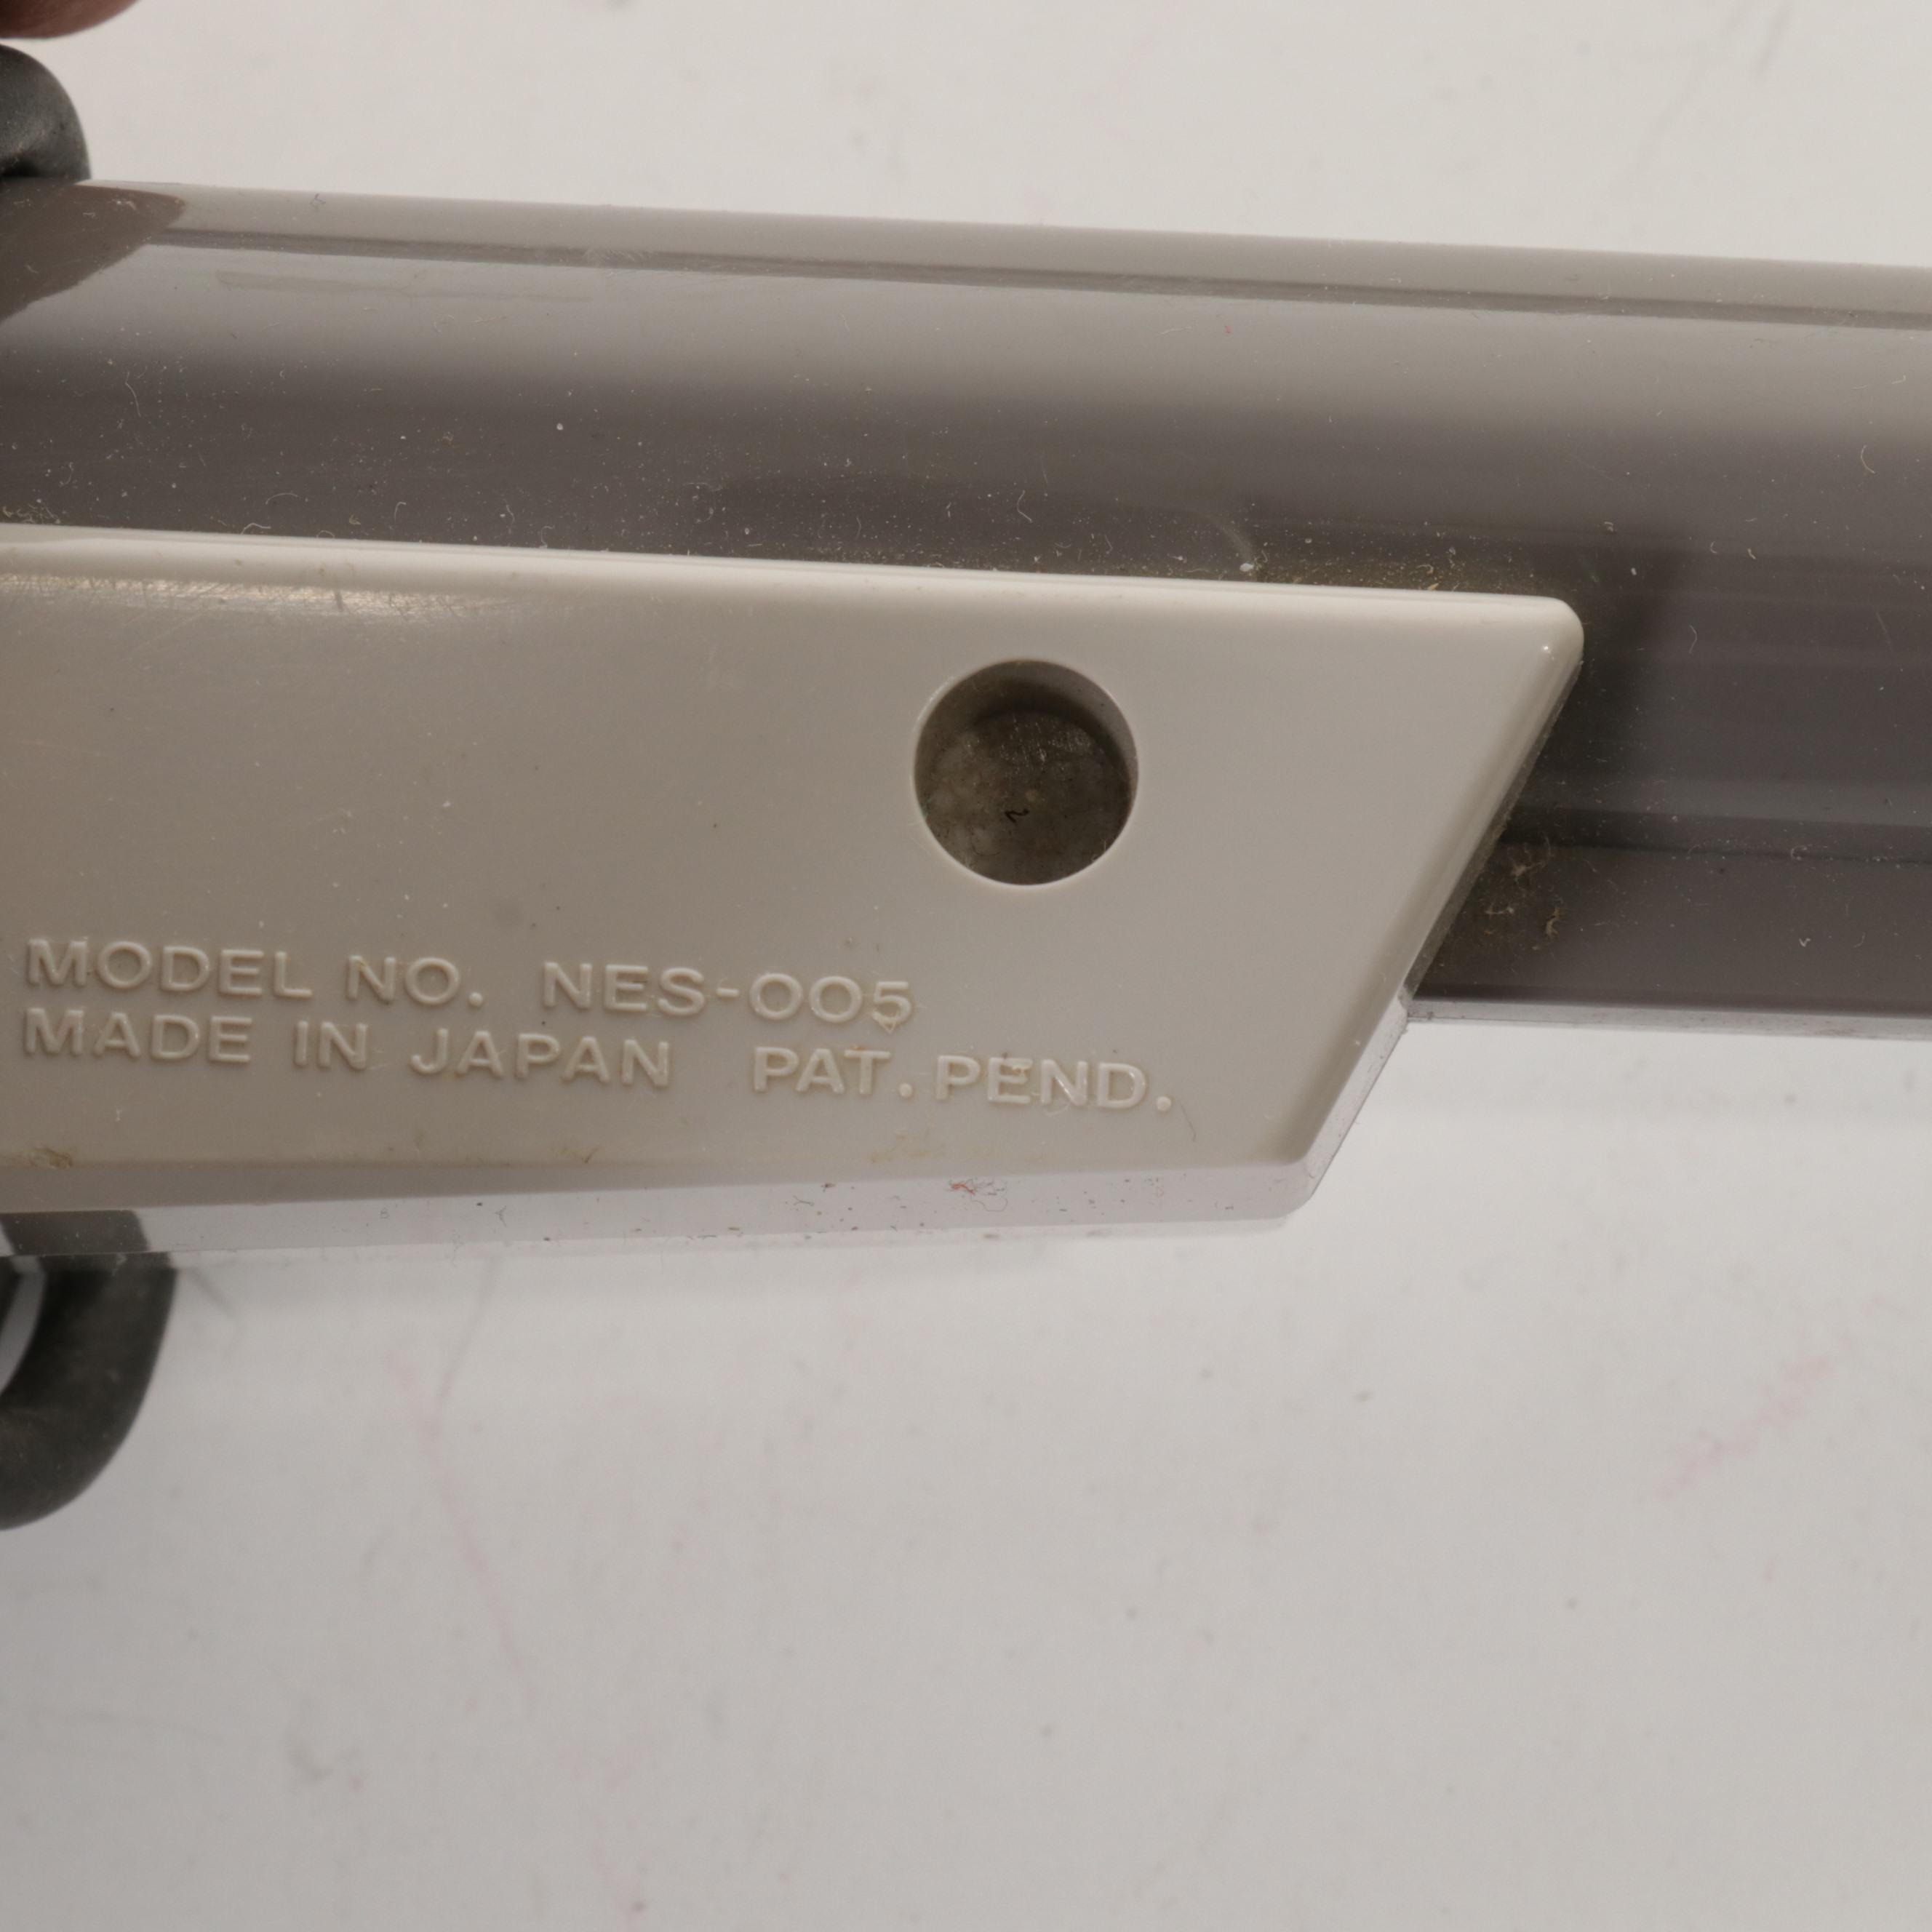 MODEL NO. NES-005
MADE IN JAPAN PAT. PEND.